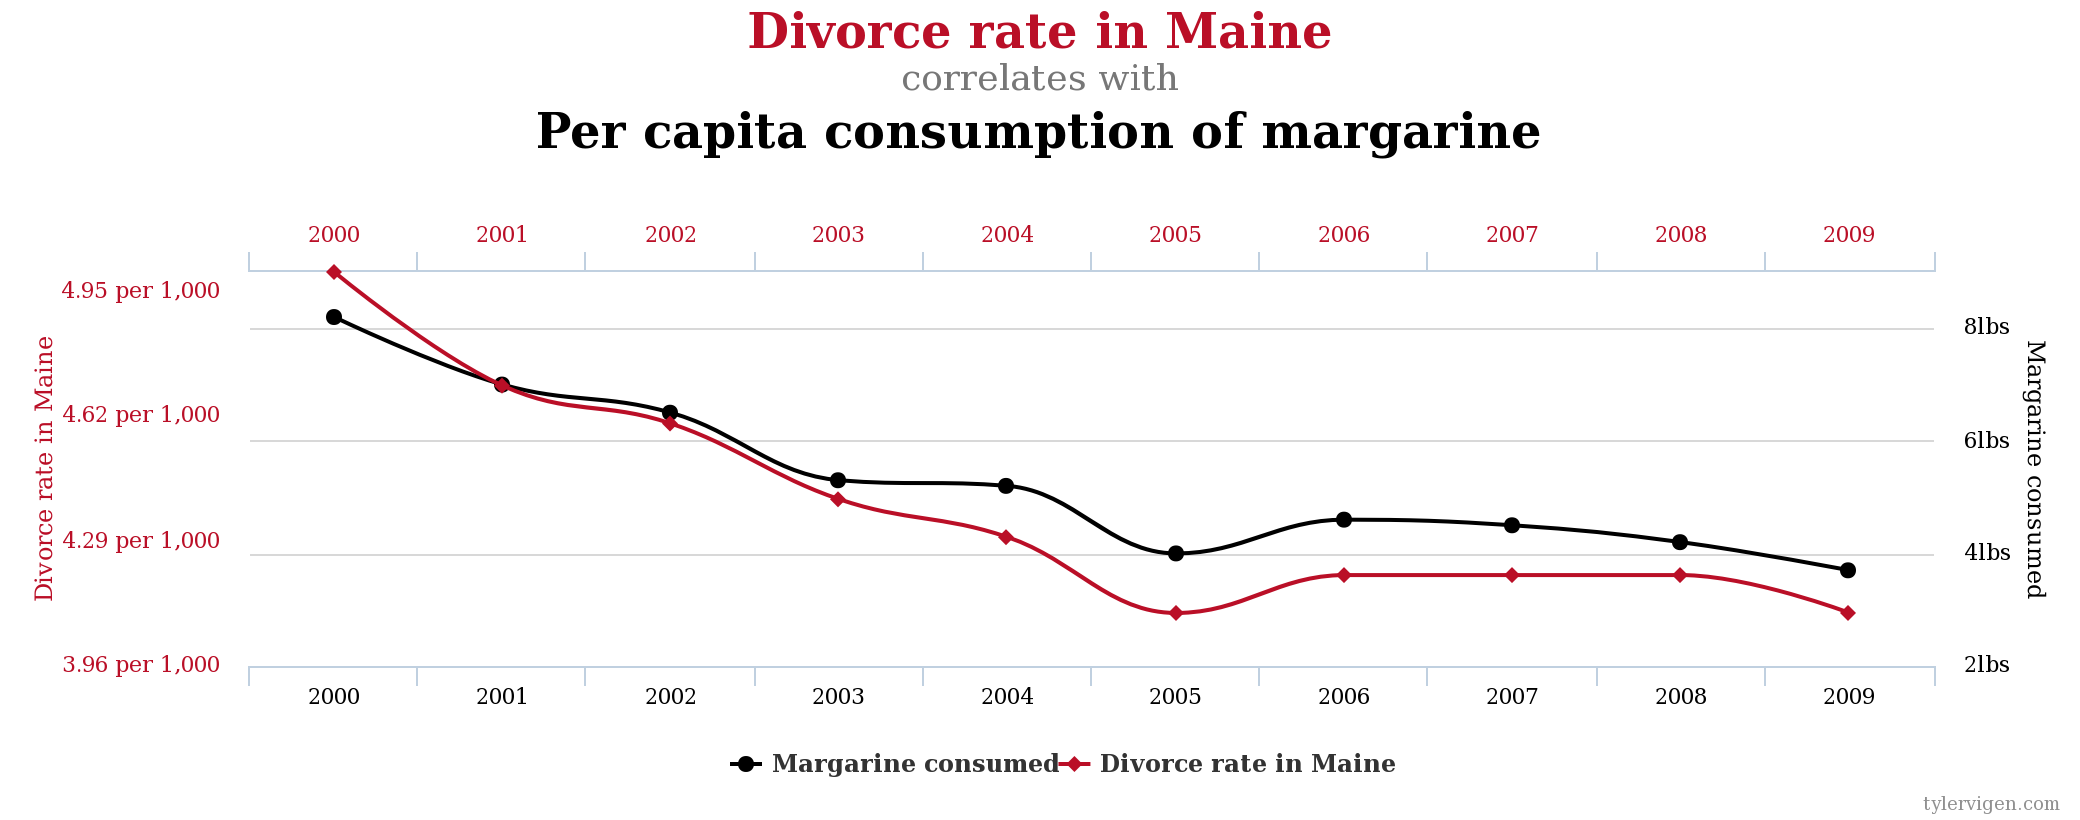 Divorce rate in Maine
correlates with
Per capita consumption of margarine
2000 2001 2002 2003 2004 2005 2006 2007 2008 2009
Divorce rate in Maine
4.95 per 1,000
4.62 per 1,000
4.29 per 1,000
3.96 per 1,000
8lbs
6lbs
4lbs
2lbs
Margarine consumed
2000 2001 2002 2003 2004 2005 2006 2007 2008 2009
Margarine consumed Divorce rate in Maine
tylervigen.com